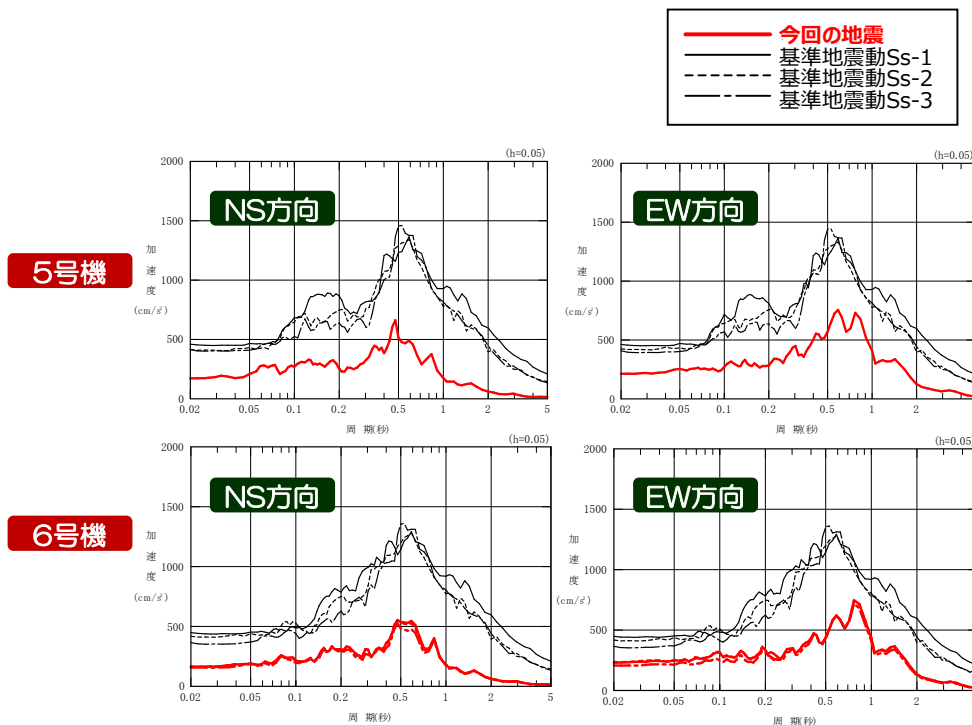 今回の地震
基準地震動Ss-1
基準地震動Ss-2
基準地震動Ss-3
5号機
(h=0.05)
NS方向
2000
1500
1000
500
0
加速度
(cm/s²)
0.02
0.05
0.1
0.2
0.5
1
2
5
周 期(秒)
(h=0.05)
EW方向
2000
1500
1000
500
0
加速度
(cm/s²)
0.02
0.05
0.1
0.2
0.5
1
2
周 期(秒)
6号機
(h=0.05)
NS方向
2000
1500
1000
500
0
加速度
(cm/s²)
0.02
0.05
0.1
0.2
0.5
1
2
5
周 期(秒)
(h=0.05)
EW方向
2000
1500
1000
500
0
加速度
(cm/s²)
0.02
0.05
0.1
0.2
0.5
1
2
周 期(秒)